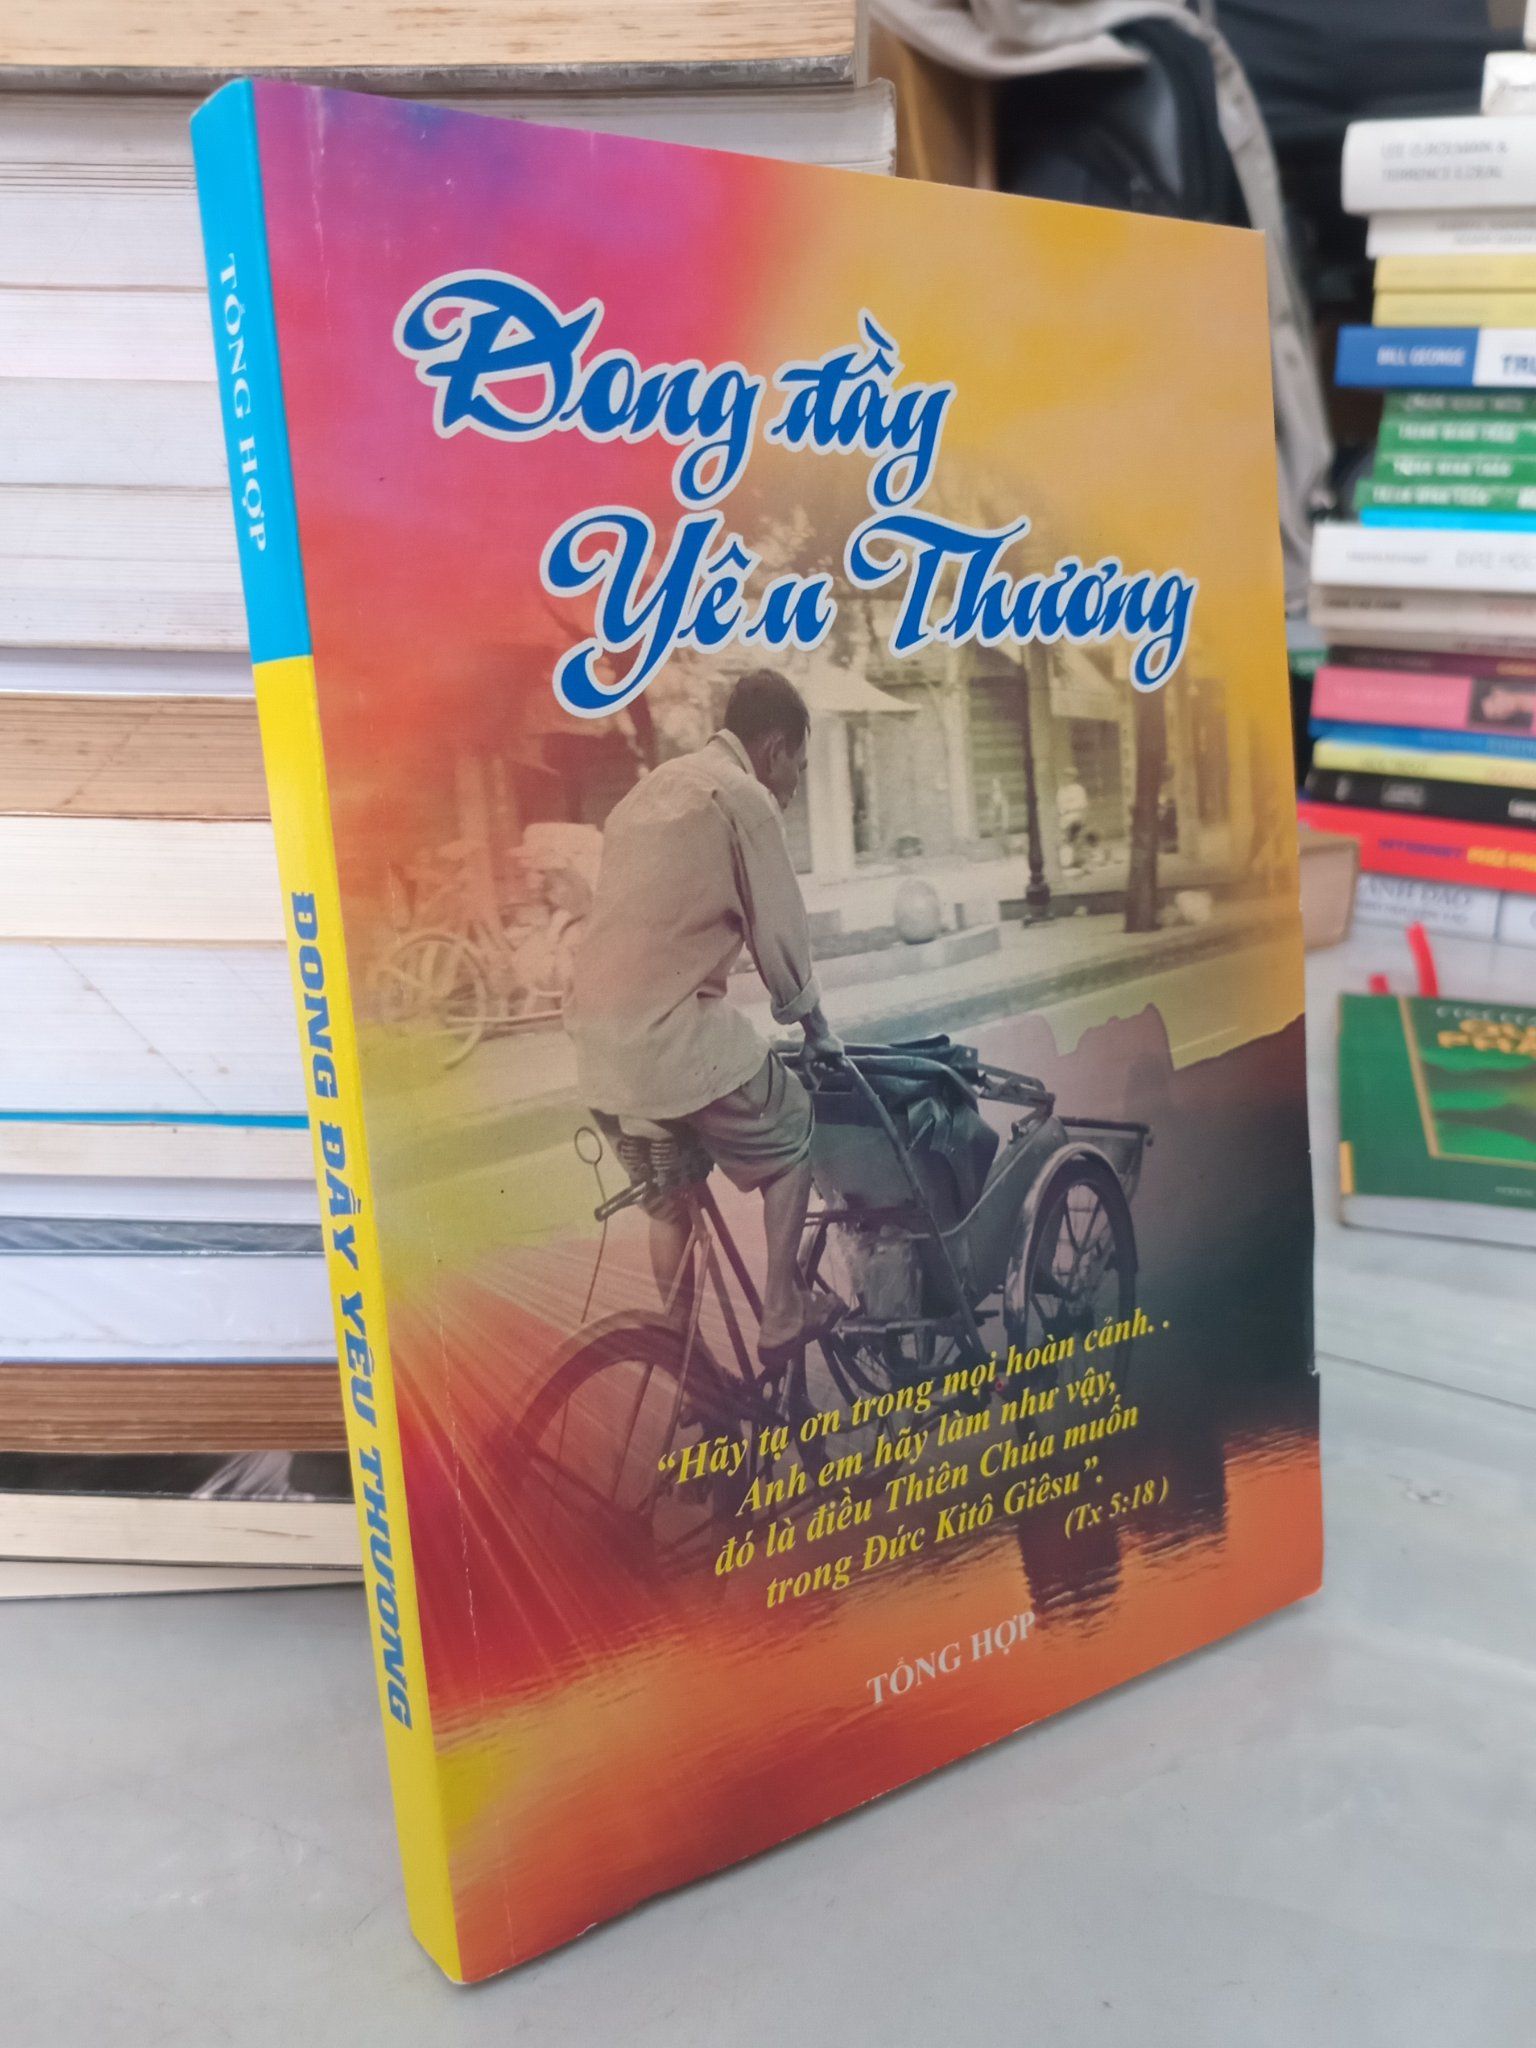 Đong đầy
Yêu Thương
“Hãy tạ ơn trong mọi hoàn cảnh. .
Anh em hãy làm như vậy,
đó là điều Thiên Chúa muốn
trong Đức Kitô Giêsu”.
(Tx 5:18)
TỔNG HỢP
TỔNG HỢP
ĐONG ĐẦY YÊU THƯƠNG
BILL GEORGE
INTERNET